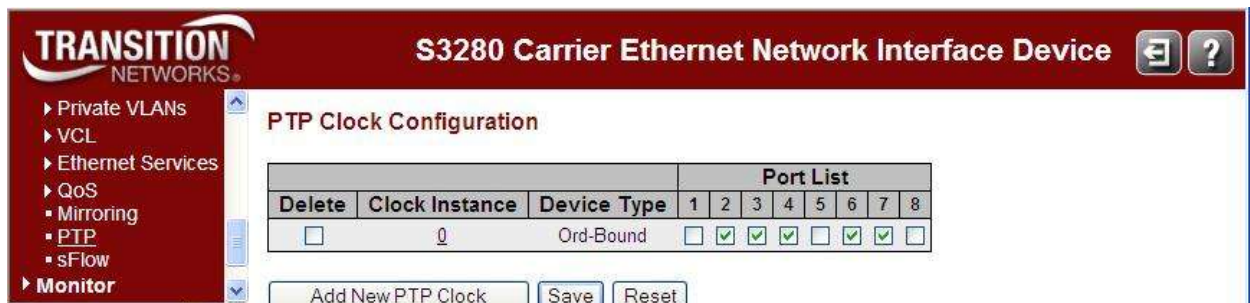 TRANSITION
NETWORKS®
S3280 Carrier Ethernet Network Interface Device
?
Private VLANs
VCL
Ethernet Services
QoS
Mirroring
PTP
sFlow
Monitor
PTP Clock Configuration
Port List
Delete Clock Instance Device Type 1 2 3 4 5 6 7 8
0 Ord-Bound
Add New PTP Clock Save Reset